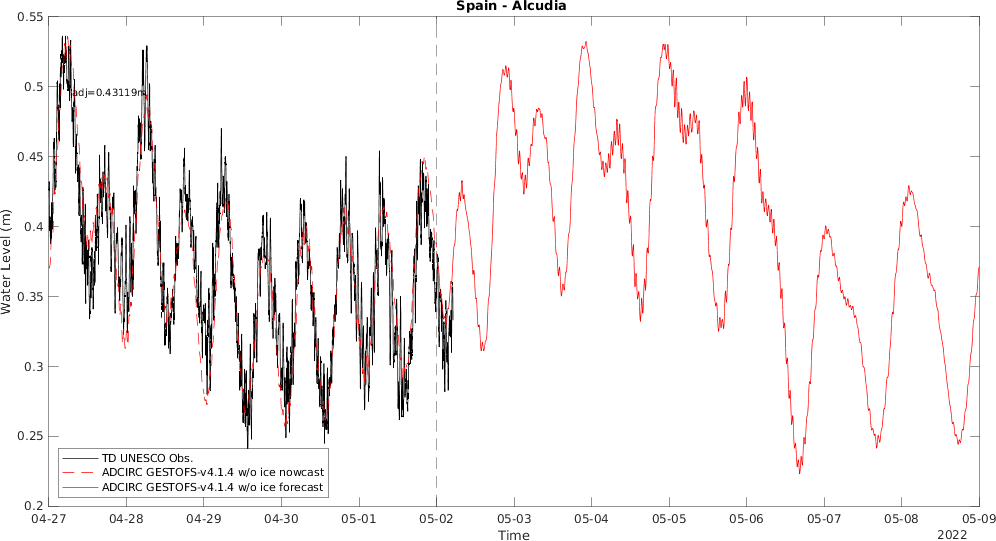 Spain - Alcudia
0.55
0.5
0.45
0.4
0.35
0.3
0.25
0.2
Water Level (m)
adj=0.43119m
TD UNESCO Obs.
ADCIRC GESTOFS-v4.1.4 w/o ice nowcast
ADCIRC GESTOFS-v4.1.4 w/o ice forecast
04-27 04-28 04-29 04-30 05-01 05-02 05-03 05-04 05-05 05-06 05-07 05-08 05-09
Time
2022